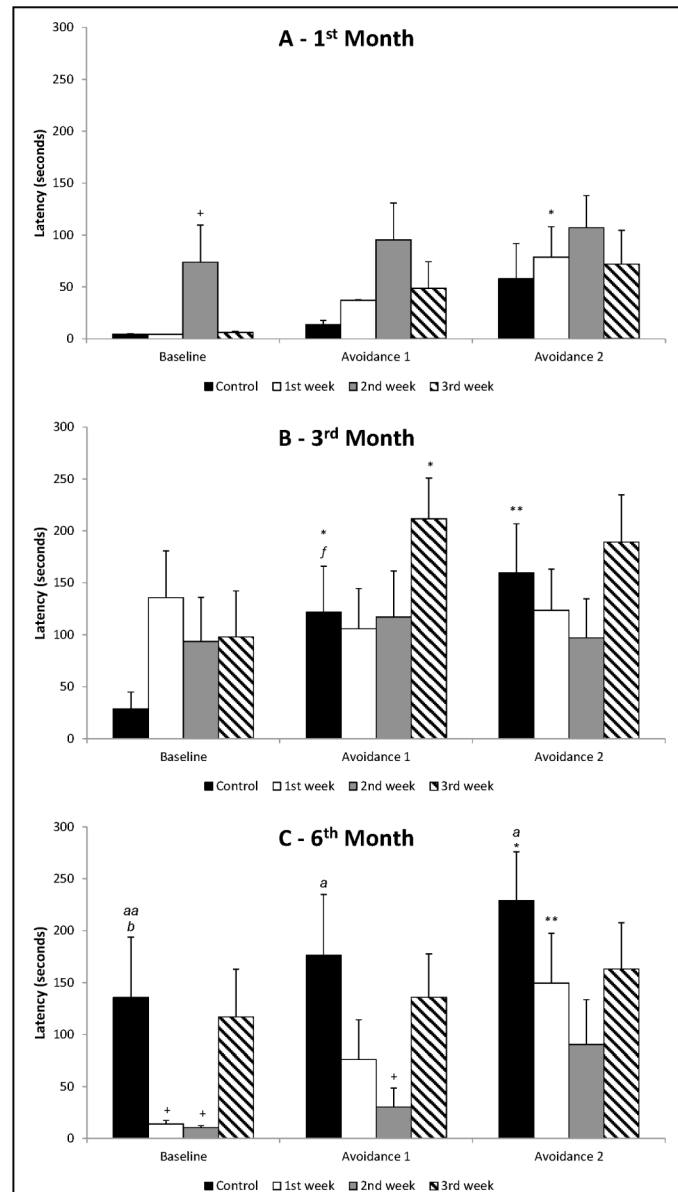 A - 1st Month
300
250
200
150
100
50
0
Latency (seconds)
+
*
Baseline Avoidance 1 Avoidance 2
Control 1st week 2nd week 3rd week
B - 3rd Month
300
250
200
150
100
50
0
Latency (seconds)
*
*
f
**
Baseline Avoidance 1 Avoidance 2
Control 1st week 2nd week 3rd week
C - 6th Month
300
250
200
150
100
50
0
Latency (seconds)
aa
b
+
+
a
+
a
*
**
Baseline Avoidance 1 Avoidance 2
Control 1st week 2nd week 3rd week